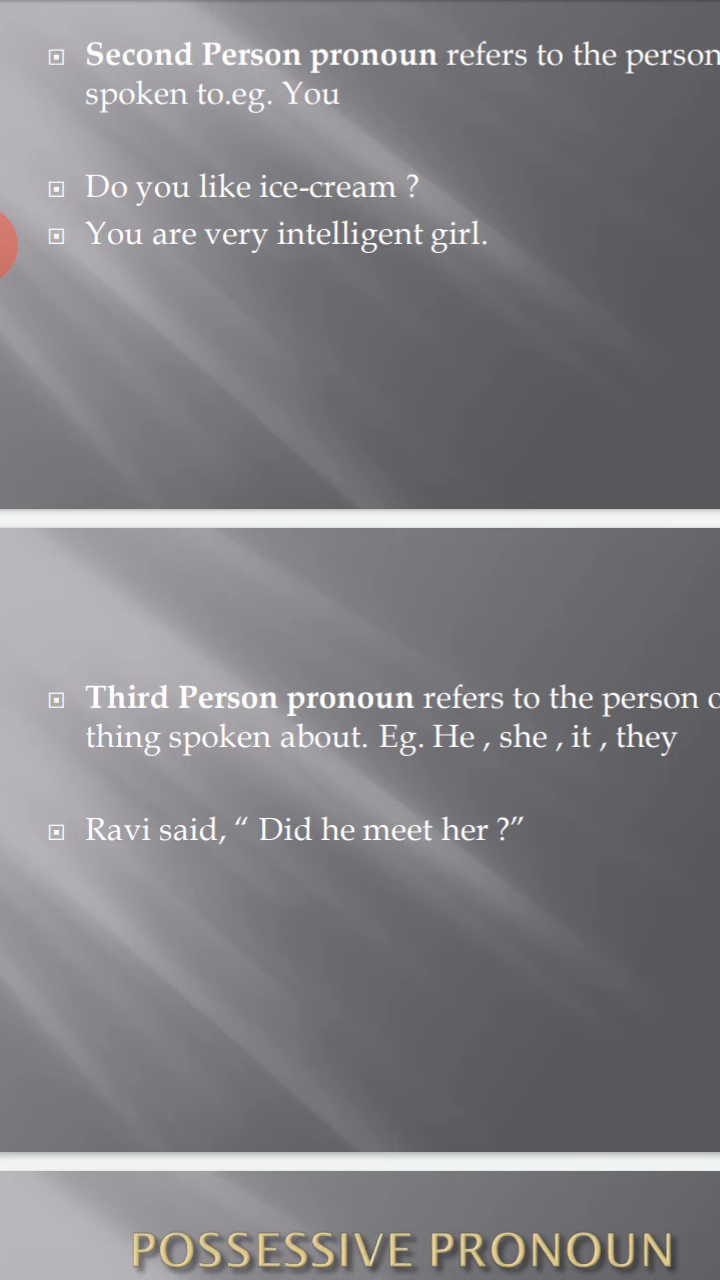 Second Person pronoun refers to the person
spoken to.eg. You
Do you like ice-cream ?
You are very intelligent girl.
Third Person pronoun refers to the person
thing spoken about. Eg. He , she , it , they
Ravi said, “ Did he meet her ?”
POSSESSIVE PRONOUN